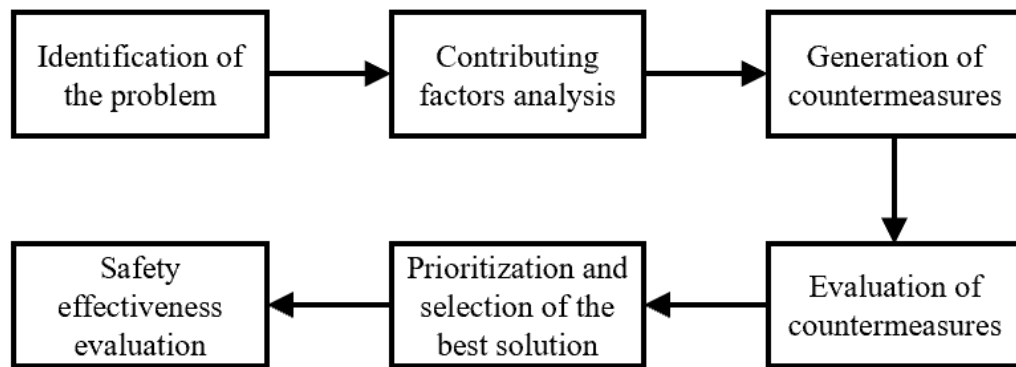 Identification of
the problem
Contributing
factors analysis
Generation of
countermeasures
Evaluation of
countermeasures
Prioritization and
selection of the
best solution
Safety
effectiveness
evaluation